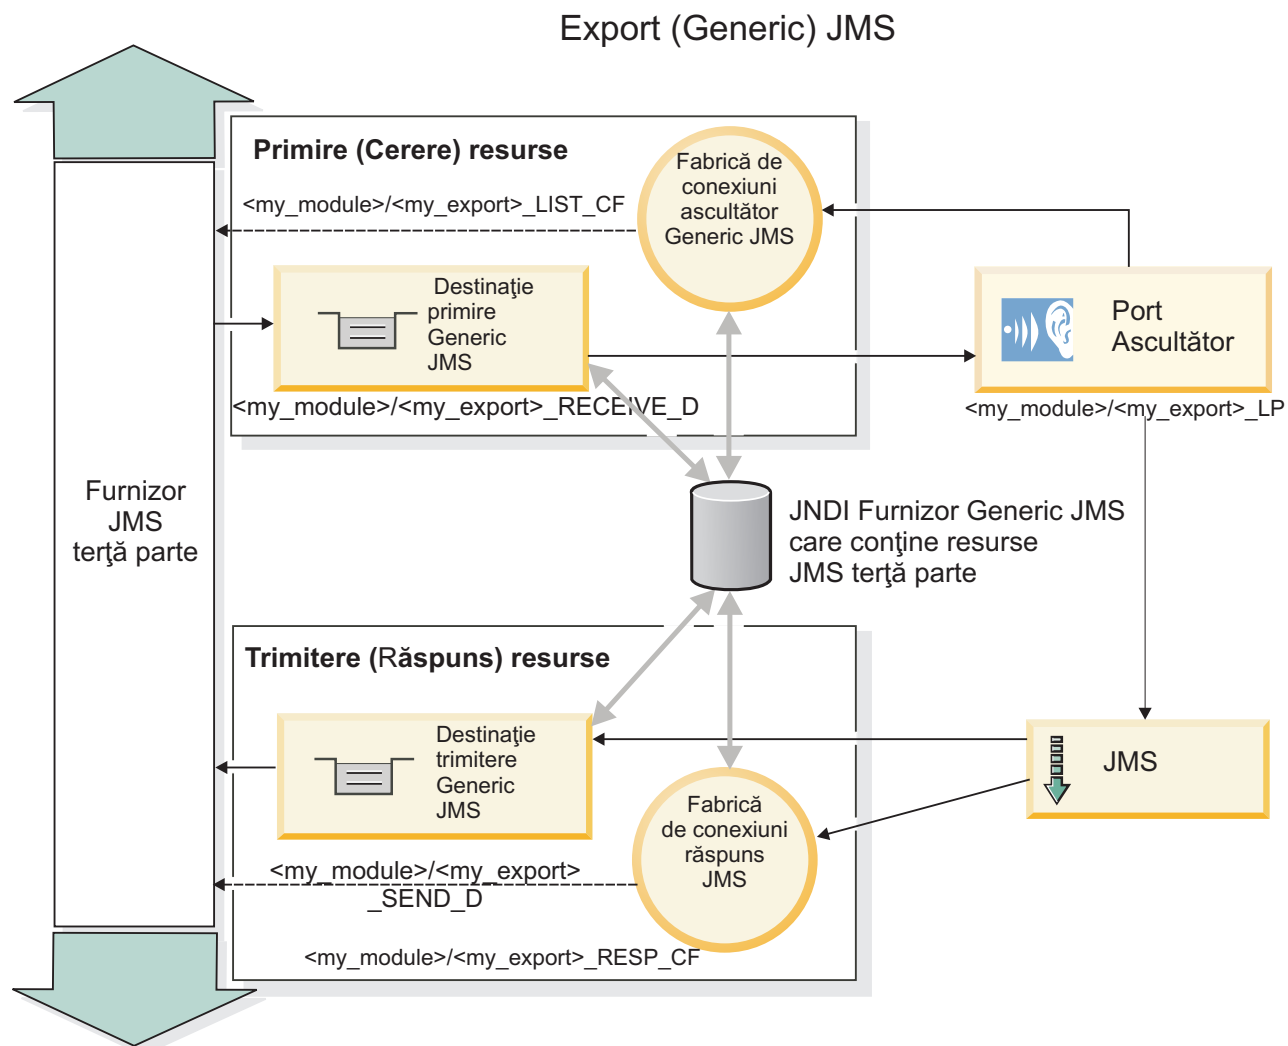 Export (Generic) JMS
Primire (Cerere) resurse
Fabrică de
conexiuni
ascultător
Generic JMS
<my_module>/<my_export>_LIST_CF
Destinaţie
primire
Generic
JMS
<my_module>/<my_export>_RECEIVE_D
Port
Ascultător
<my_module>/<my_export>_LP
Furnizor
JMS
terţă parte
JNDI Furnizor Generic JMS
care conţine resurse
JMS terţă parte
Trimitere (Răspuns) resurse
Destinaţie
trimitere
Generic
JMS
JMS
Fabrică
de conexiuni
răspuns
JMS
<my_module>/<my_export>
_SEND_D
<my_module>/<my_export>_RESP_CF